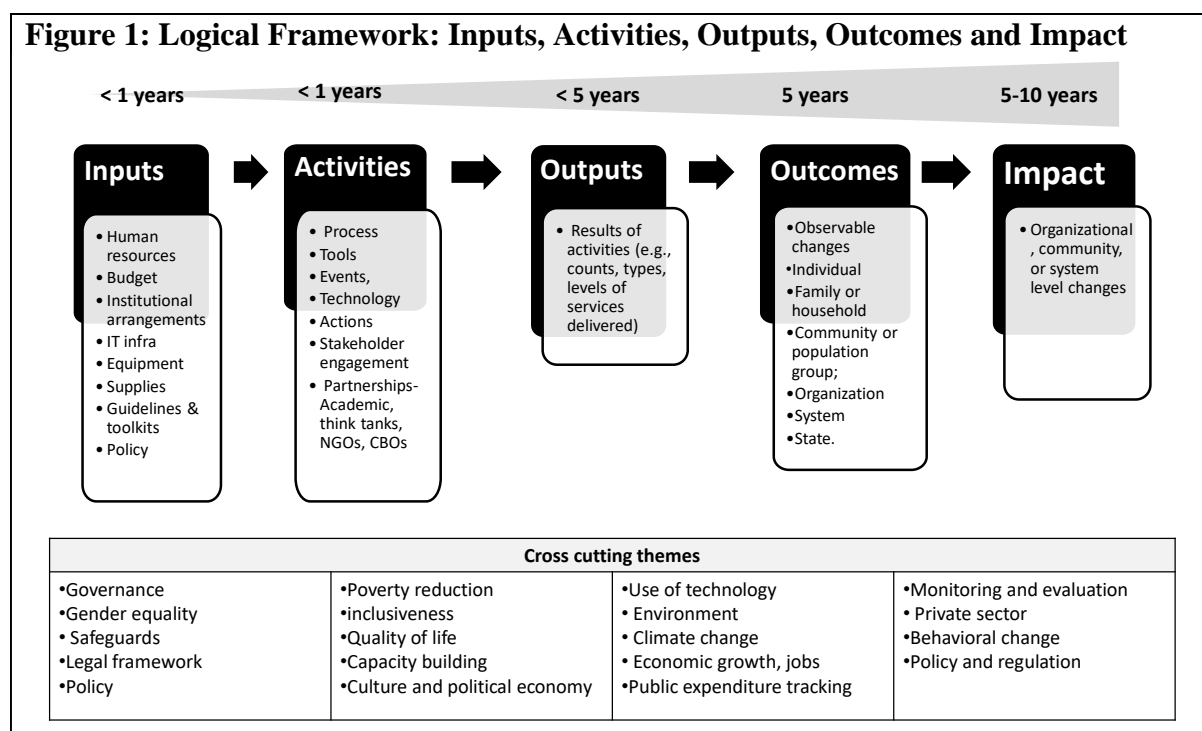 Figure 1: Logical Framework: Inputs, Activities, Outputs, Outcomes and Impact
< 1 years
< 1 years
< 5 years
5 years
5-10 years
Inputs
• Human
resources
• Budget
• Institutional
arrangements
• IT infra
• Equipment
• Supplies
• Guidelines &
toolkits
• Policy
Activities
• Process
• Tools
• Events,
• Technology
• Actions
• Stakeholder
engagement
• Partnerships-
Academic,
think tanks,
NGOs, CBOs
Outputs
• Results of
activities (e.g.,
counts, types,
levels of
services
delivered)
Outcomes
•Observable
changes
•Individual
•Family or
household
•Community or
population
group;
•Organization
•System
•State.
Impact
• Organizational
, community,
or system
level changes
Cross cutting themes
•Governance
•Gender equality
• Safeguards
•Legal framework
•Policy
•Poverty reduction
•inclusiveness
•Quality of life
•Capacity building
•Culture and political economy
•Use of technology
• Environment
• Climate change
• Economic growth, jobs
•Public expenditure tracking
•Monitoring and evaluation
• Private sector
•Behavioral change
•Policy and regulation